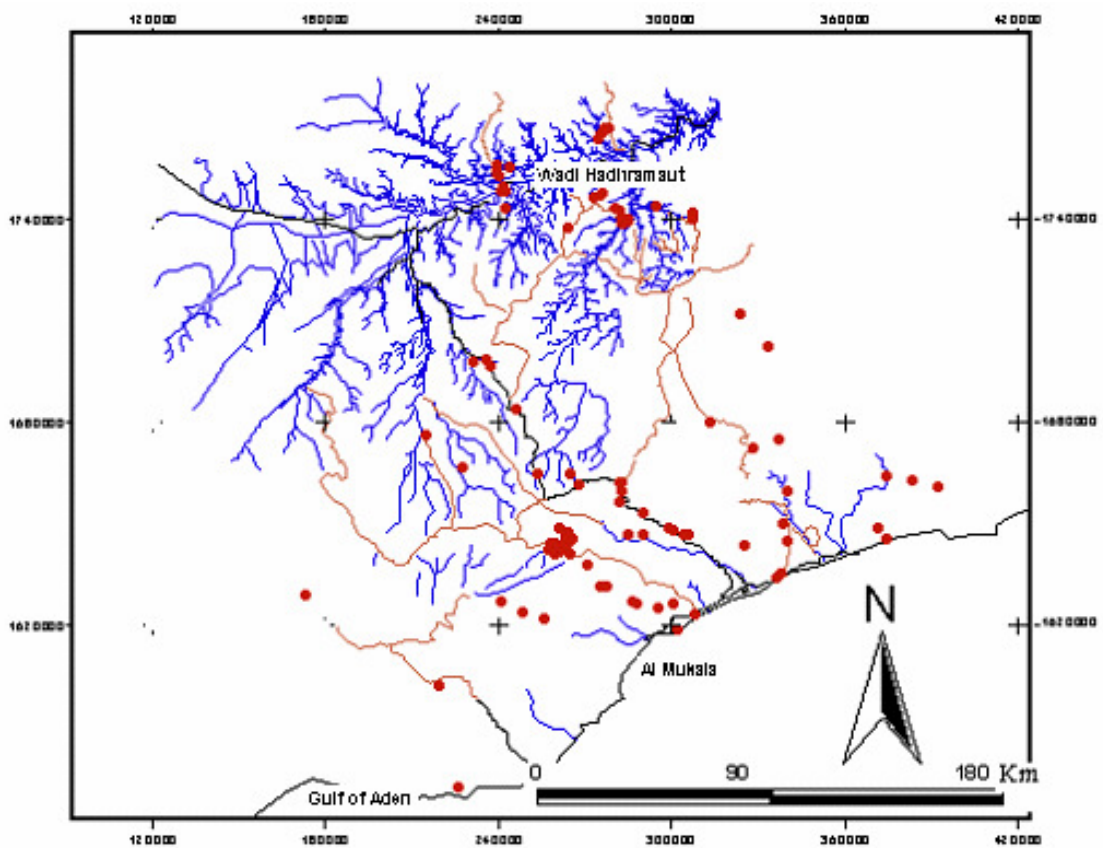 120000 180000 240000 300000 360000 420000
Wadi Hadhramaut
1740000 1740000
1680000 1680000
N
1620000 1620000
Al Mukala
0 90 180 Km
Gulf of Aden
120000 180000 240000 300000 360000 420000